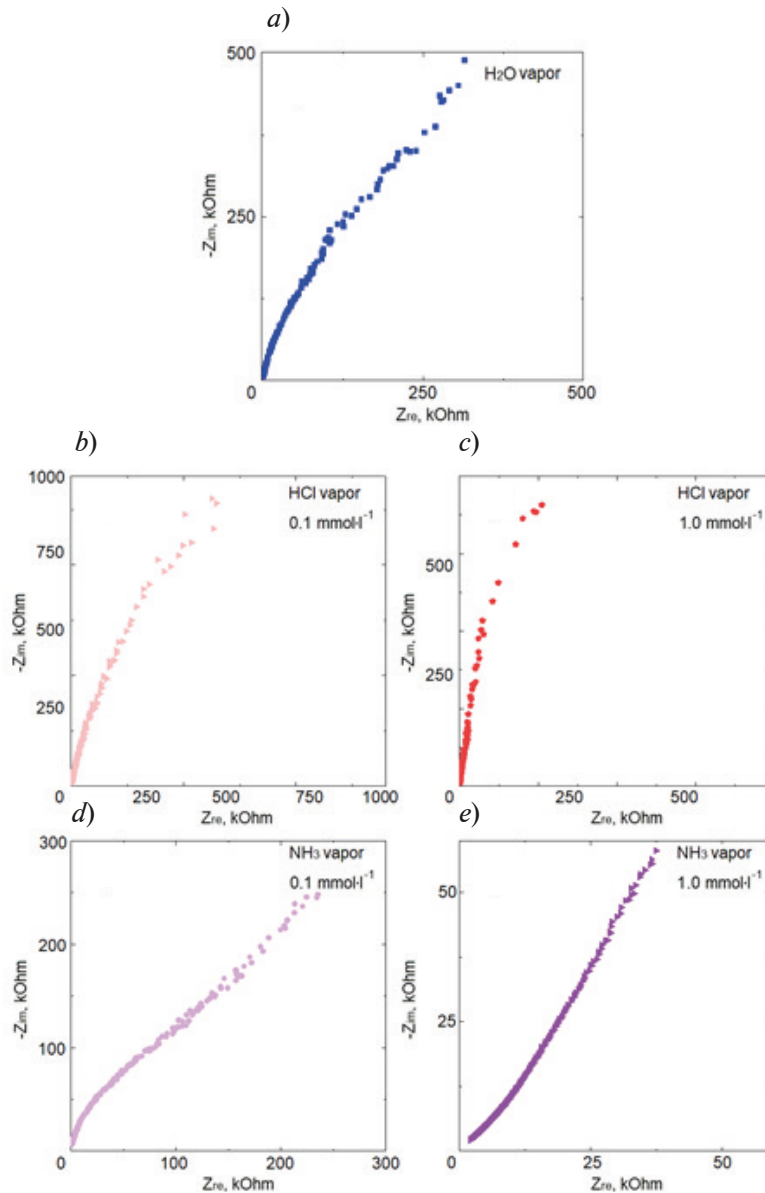 a)
500
H2O vapor
250
-Zim, kOhm
0
250
500
Zre, kOhm
b)
1000
HCl vapor
0.1 mmol·l⁻¹
750
500
250
-Zim, kOhm
0
250
500
750
1000
Zre, kOhm
c)
HCl vapor
1.0 mmol·l⁻¹
500
250
-Zim, kOhm
0
250
500
Zre, kOhm
d)
300
NH3 vapor
0.1 mmol·l⁻¹
200
100
-Zim, kOhm
0
100
200
300
Zre, kOhm
e)
NH3 vapor
1.0 mmol·l⁻¹
50
25
-Zim, kOhm
0
25
50
Zre, kOhm